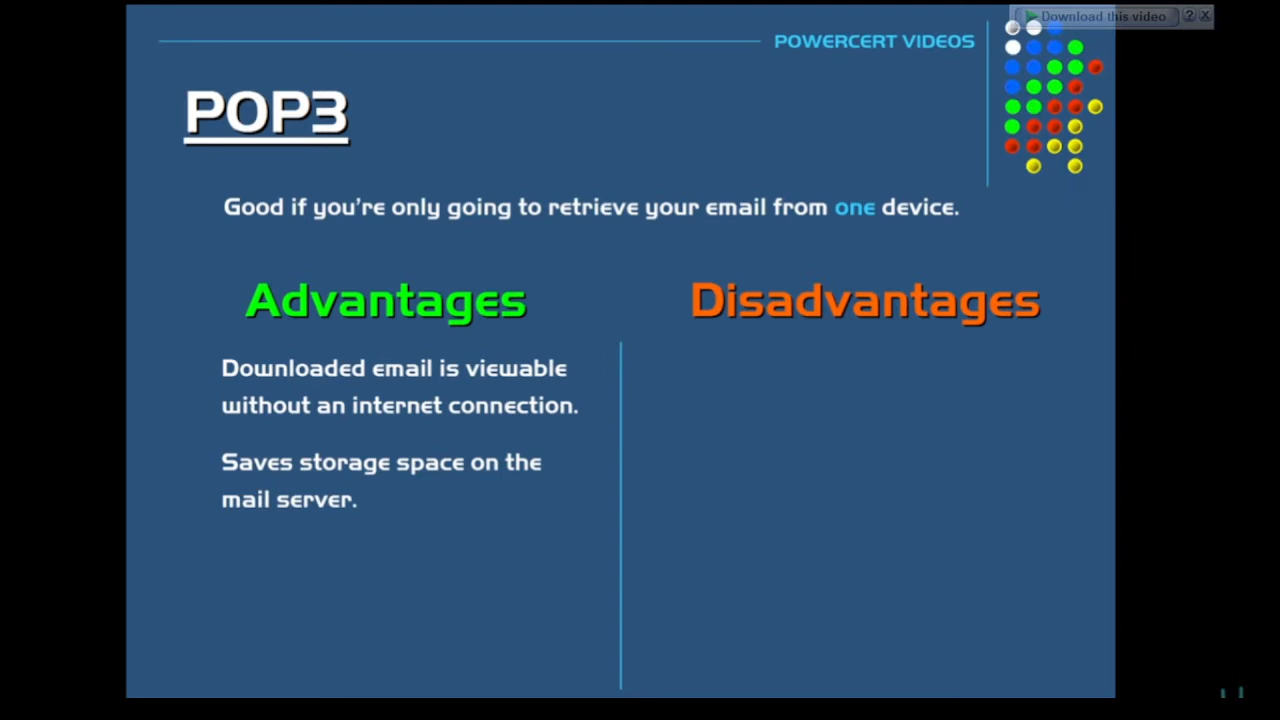 Download this video ? X
POWERCERT VIDEOS
POP3
Good if you're only going to retrieve your email from one device.
Advantages
Disadvantages
Downloaded email is viewable
without an internet connection.
Saves storage space on the
mail server.